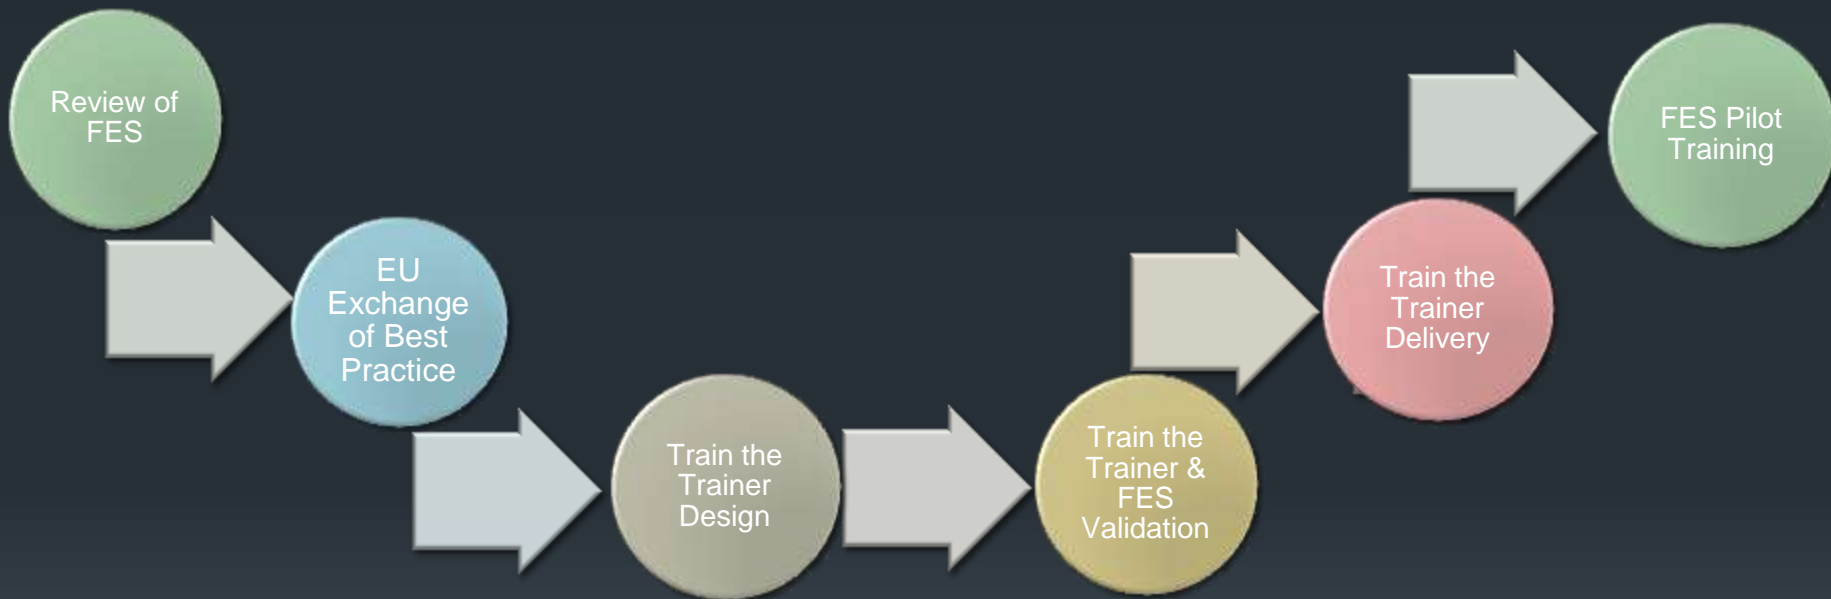 Review of
FES
EU
Exchange
of Best
Practice
Train the
Trainer
Design
Train the
Trainer &
FES
Validation
Train the
Trainer
Delivery
FES Pilot
Training